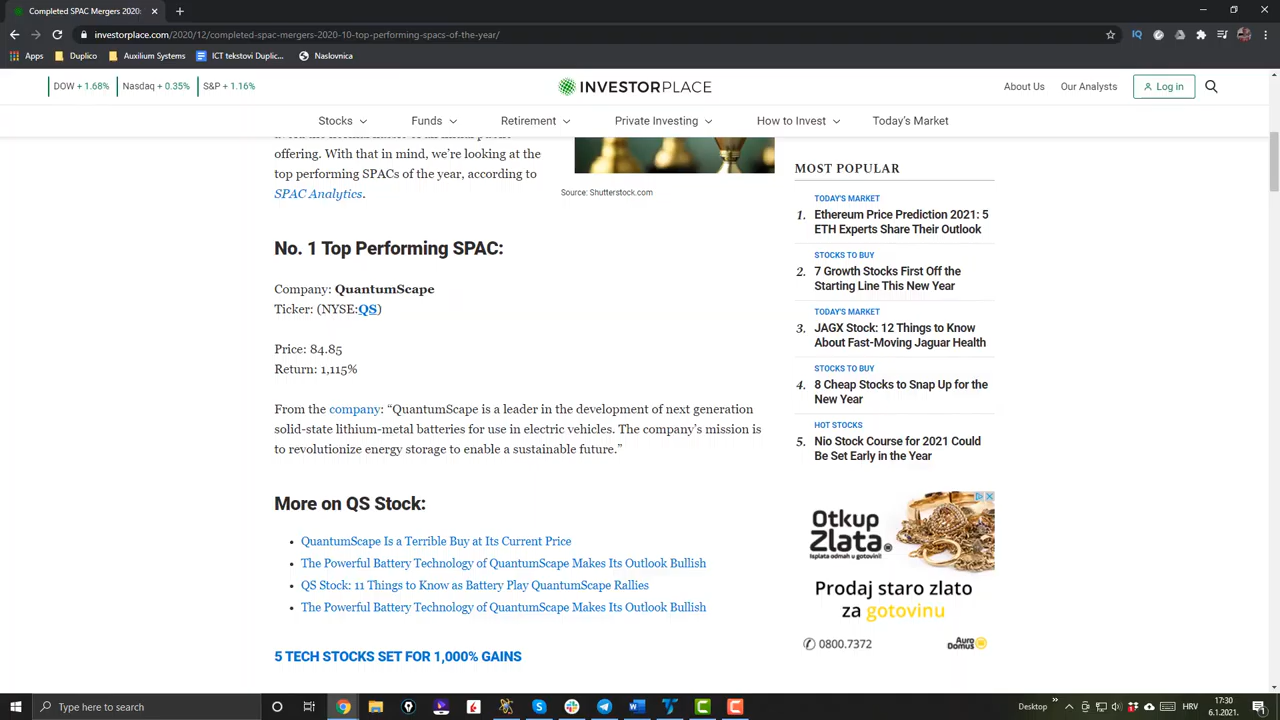 Completed SPAC Mergers 2020:
investorplace.com/2020/12/completed-spac-mergers-2020-10-top-performing-spacs-of-the-year/
Apps
Duplico
Auxilium Systems
ICT tekstovi Duplic...
Naslovnica
DOW + 1.68%
Nasdaq + 0.35%
S&P + 1.16%
INVESTORPLACE
About Us
Our Analysts
Log in
Stocks
Funds
Retirement
Private Investing
How to Invest
Today's Market
offering. With that in mind, we're looking at the
top performing SPACs of the year, according to
SPAC Analytics.
Source: Shutterstock.com
No. 1 Top Performing SPAC:
Company: QuantumScape
Ticker: (NYSE:QS)
Price: 84.85
Return: 1,115%
From the company: “QuantumScape is a leader in the development of next generation
solid-state lithium-metal batteries for use in electric vehicles. The company's mission is
to revolutionize energy storage to enable a sustainable future.”
More on QS Stock:
QuantumScape Is a Terrible Buy at Its Current Price
The Powerful Battery Technology of QuantumScape Makes Its Outlook Bullish
QS Stock: 11 Things to Know as Battery Play QuantumScape Rallies
The Powerful Battery Technology of QuantumScape Makes Its Outlook Bullish
5 TECH STOCKS SET FOR 1,000% GAINS
MOST POPULAR
TODAY'S MARKET
1. Ethereum Price Prediction 2021: 5
ETH Experts Share Their Outlook
STOCKS TO BUY
2. 7 Growth Stocks First Off the
Starting Line This New Year
TODAY'S MARKET
3. JAGX Stock: 12 Things to Know
About Fast-Moving Jaguar Health
STOCKS TO BUY
4. 8 Cheap Stocks to Snap Up for the
New Year
HOT STOCKS
5. Nio Stock Course for 2021 Could
Be Set Early in the Year
Otkup
Zlata.
Isplata odmah u gotovini!
Prodaj staro zlato
za gotovinu
0800.7372
Auro
Domus
Type here to search
Desktop
HRV
17:30
6.1.2021.